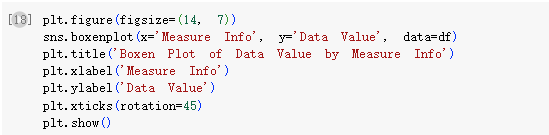 [18] plt.figure(figsize=(14, 7))
sns.boxenplot(x='Measure Info', y='Data Value', data=df)
plt.title('Boxen Plot of Data Value by Measure Info')
plt.xlabel('Measure Info')
plt.ylabel('Data Value')
plt.xticks(rotation=45)
plt.show()